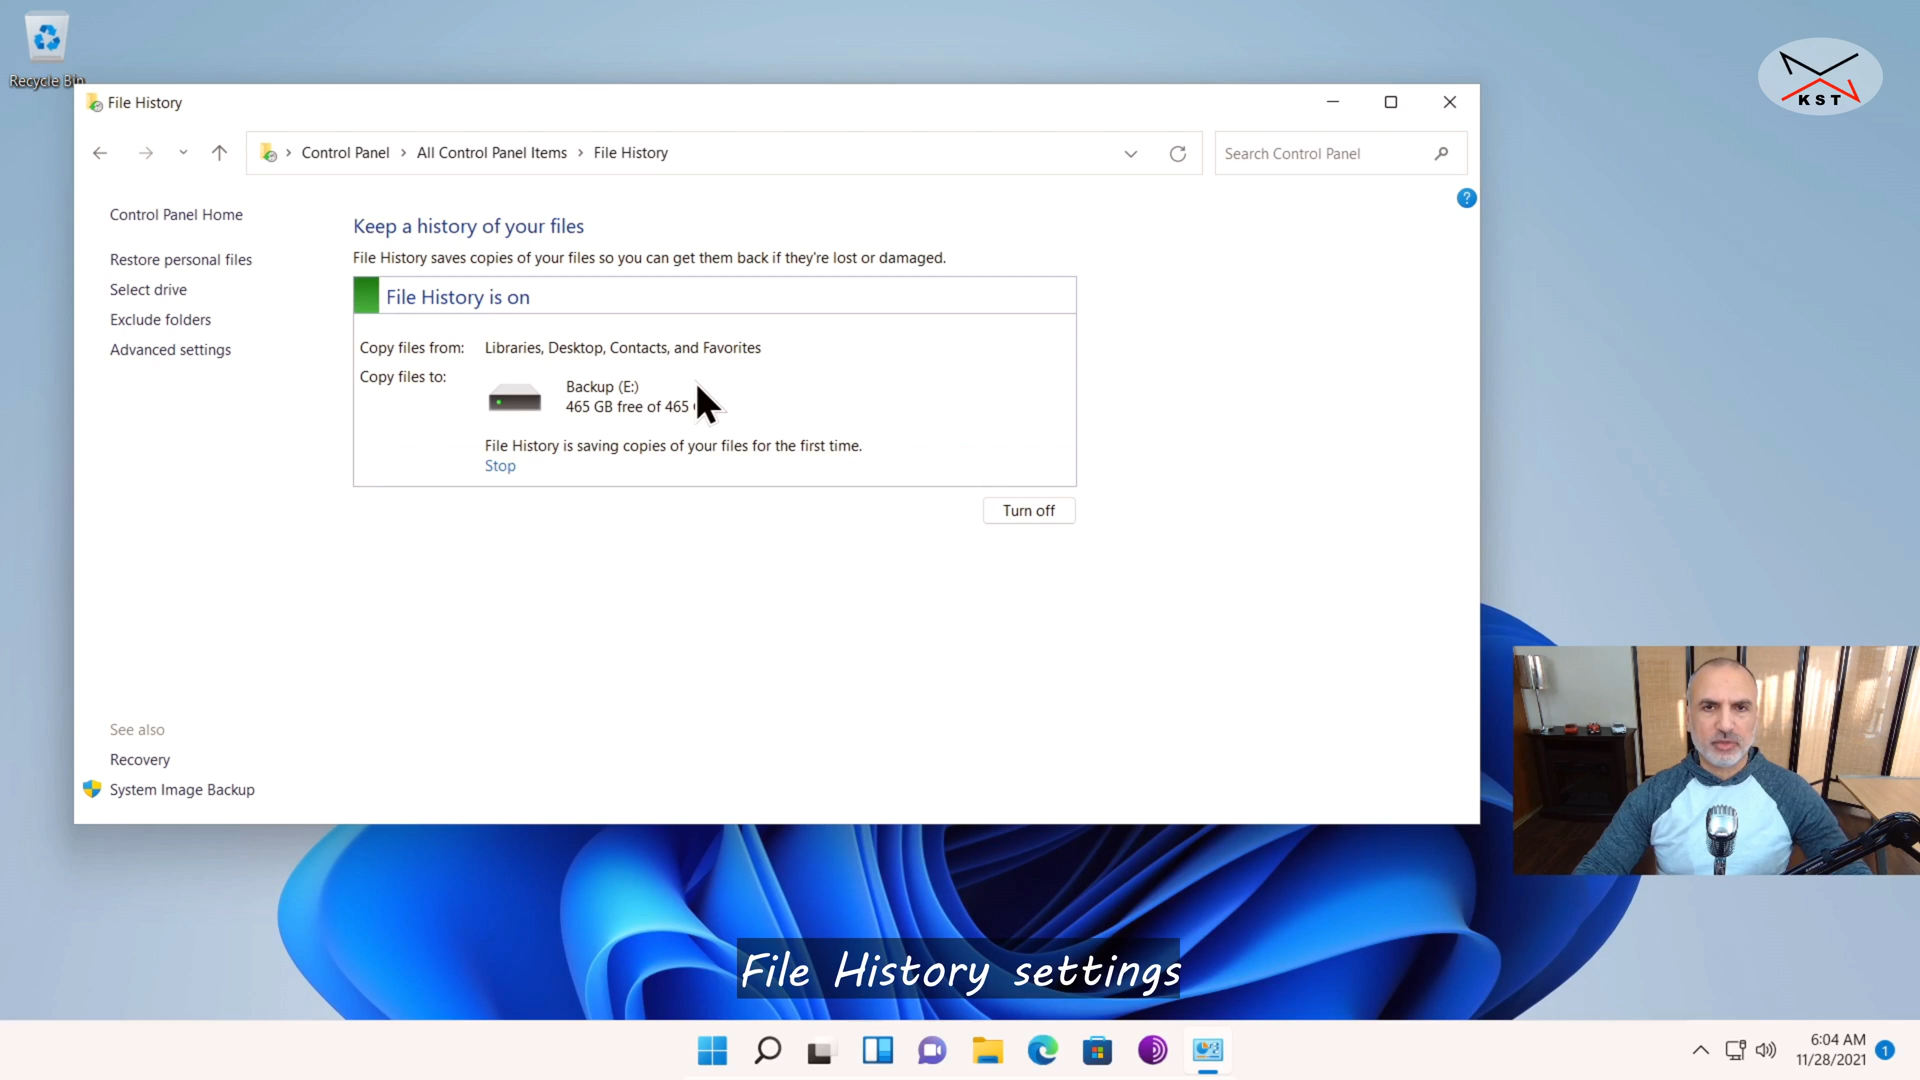 Recycle Bin
KST
File History
Control Panel > All Control Panel Items > File History
Search Control Panel
?
Control Panel Home
Restore personal files
Select drive
Exclude folders
Advanced settings
Keep a history of your files
File History saves copies of your files so you can get them back if they're lost or damaged.
File History is on
Copy files from: Libraries, Desktop, Contacts, and Favorites
Copy files to:
Backup (E:)
465 GB free of 465
File History is saving copies of your files for the first time.
Stop
Turn off
See also
Recovery
System Image Backup
File History settings
6:04 AM
11/28/2021
1